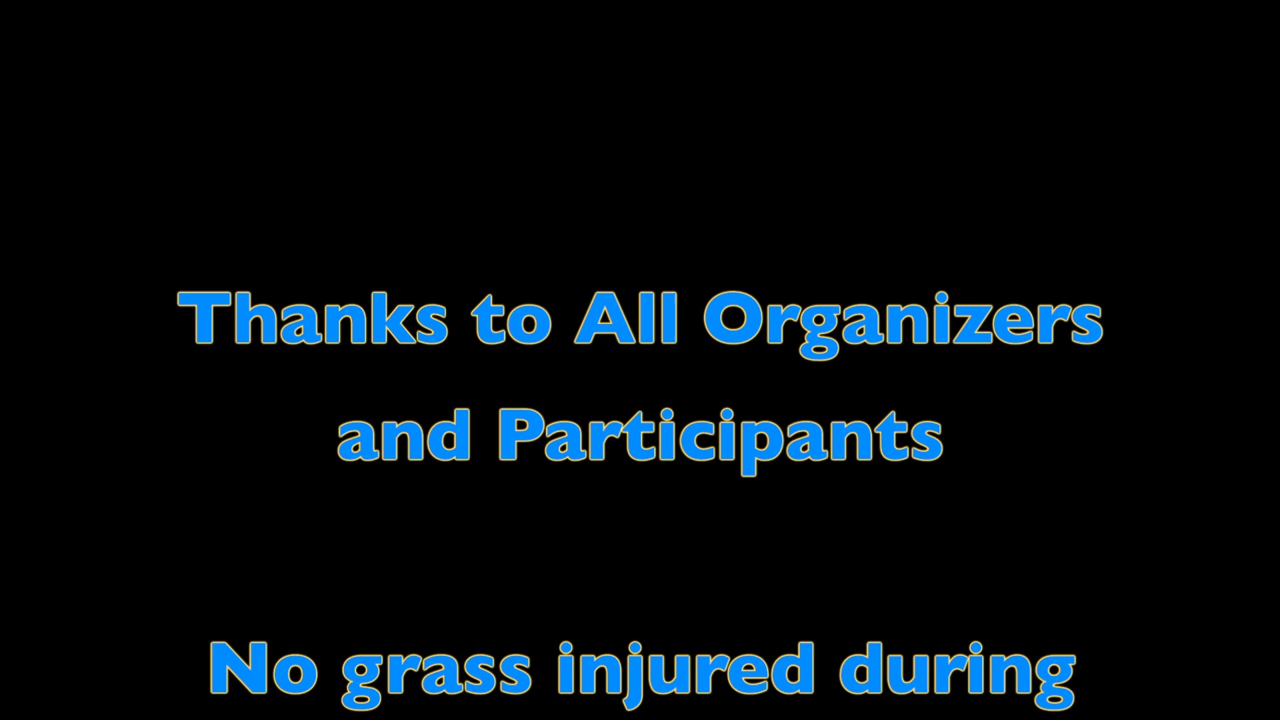 Thanks to All Organizers
and Participants
No grass injured during